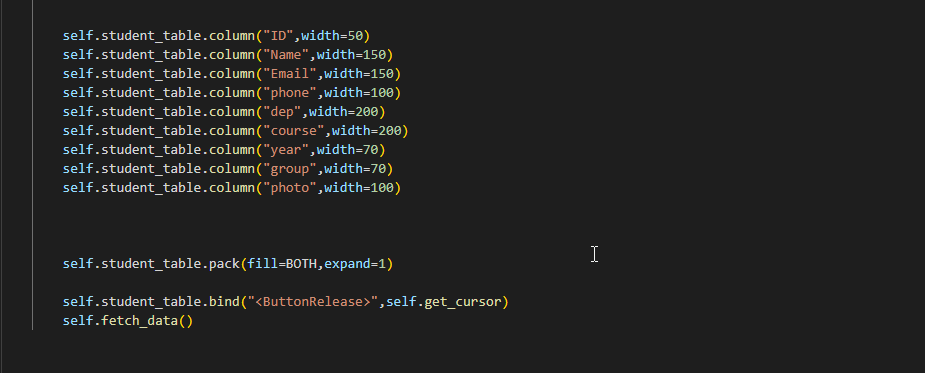 self.student_table.column("ID",width=50)
self.student_table.column("Name",width=150)
self.student_table.column("Email",width=150)
self.student_table.column("phone",width=100)
self.student_table.column("dep",width=200)
self.student_table.column("course",width=200)
self.student_table.column("year",width=70)
self.student_table.column("group",width=70)
self.student_table.column("photo",width=100)
self.student_table.pack(fill=BOTH,expand=1)
self.student_table.bind("<ButtonRelease>",self.get_cursor)
self.fetch_data()